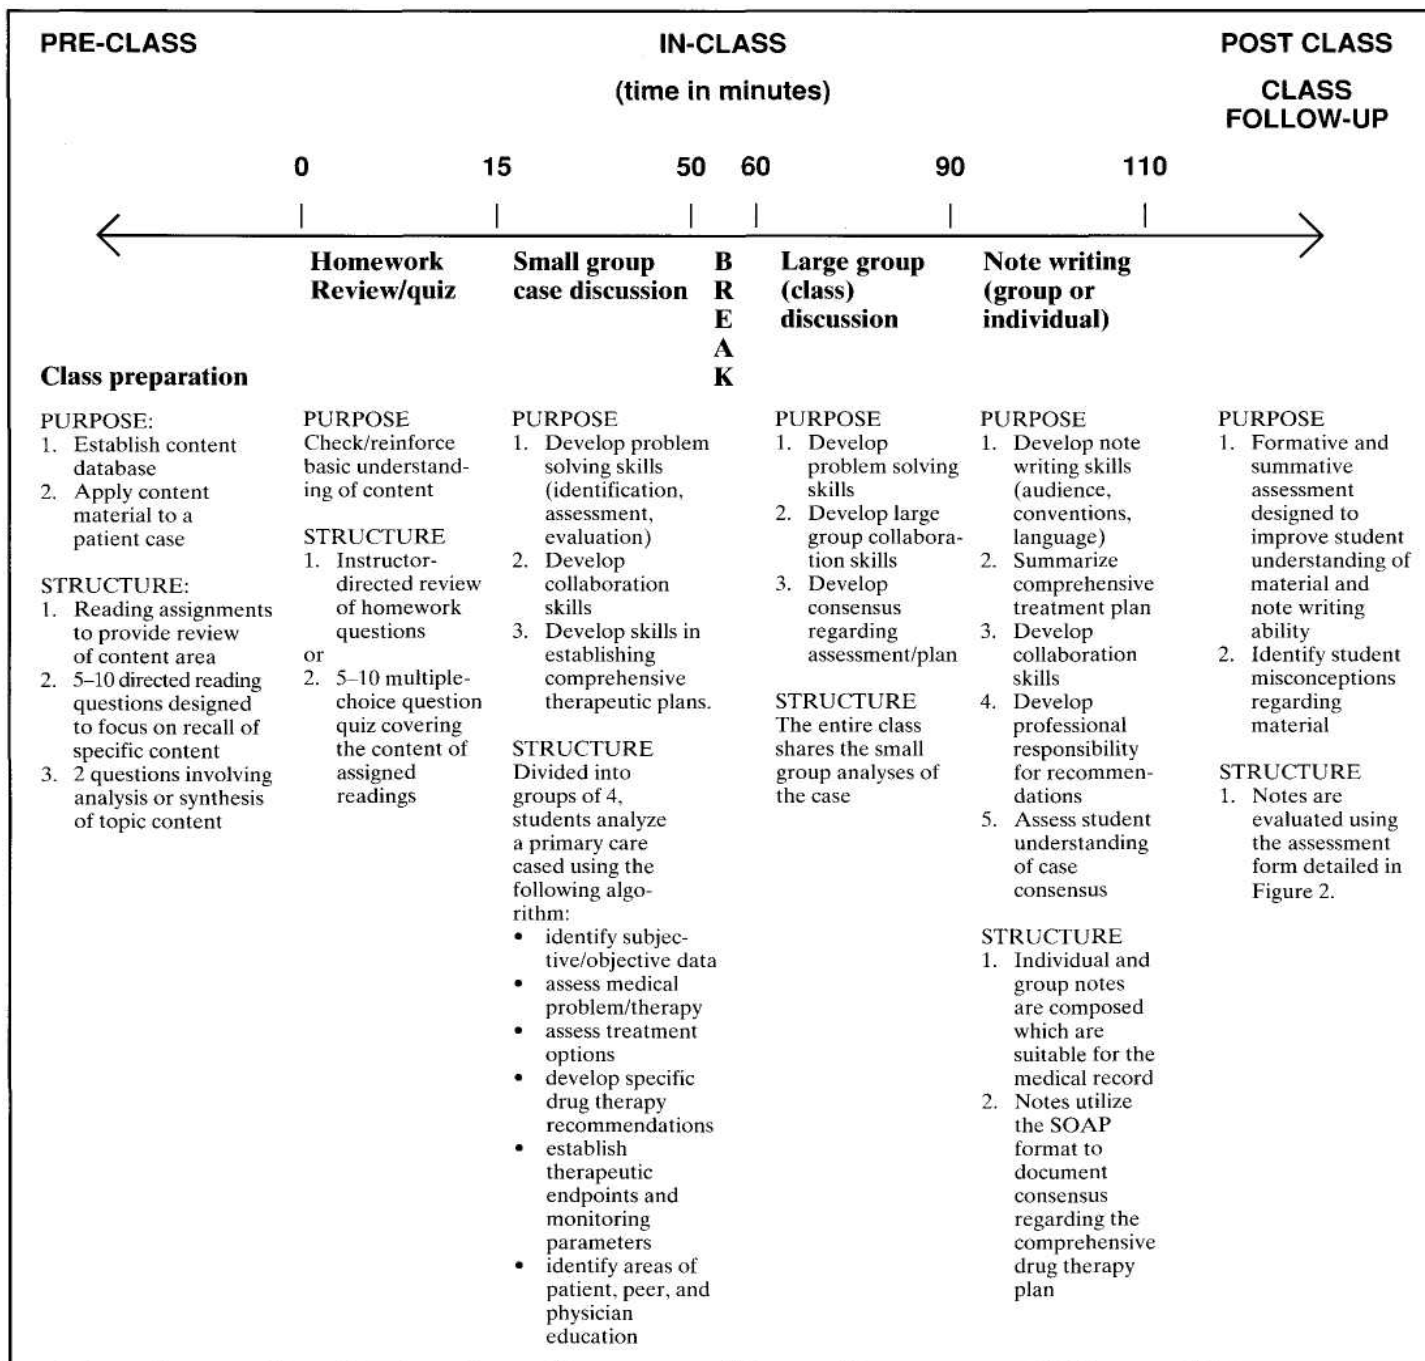 PRE-CLASS
IN-CLASS
(time in minutes)
POST CLASS
CLASS
FOLLOW-UP
0 15 50 60 90 110
Homework
Review/quiz
Small group
case discussion
B
R
E
A
K
Large group
(class)
discussion
Note writing
(group or
individual)
Class preparation
PURPOSE:
1. Establish content
database
2. Apply content
material to a
patient case
STRUCTURE:
1. Reading assignments
to provide review
of content area
2. 5–10 directed reading
questions designed
to focus on recall of
specific content
3. 2 questions involving
analysis or synthesis
of topic content
PURPOSE
Check/reinforce
basic understand-
ing of content
STRUCTURE
1. Instructor-
directed review
of homework
questions
or
2. 5–10 multiple-
choice question
quiz covering
the content of
assigned
readings
PURPOSE
1. Develop problem
solving skills
(identification,
assessment,
evaluation)
2. Develop
collaboration
skills
3. Develop skills in
establishing
comprehensive
therapeutic plans.
STRUCTURE
Divided into
groups of 4,
students analyze
a primary care
cased using the
following algo-
rithm:
• identify subjec-
tive/objective data
• assess medical
problem/therapy
• assess treatment
options
• develop specific
drug therapy
recommendations
• establish
therapeutic
endpoints and
monitoring
parameters
• identify areas of
patient, peer, and
physician
education
PURPOSE
1. Develop
problem solving
skills
2. Develop large
group collabora-
tion skills
3. Develop
consensus
regarding
assessment/plan
STRUCTURE
The entire class
shares the small
group analyses of
the case
PURPOSE
1. Develop note
writing skills
(audience,
conventions,
language)
2. Summarize
comprehensive
treatment plan
3. Develop
collaboration
skills
4. Develop
professional
responsibility
for recommen-
dations
5. Assess student
understanding
of case
consensus
STRUCTURE
1. Individual and
group notes
are composed
which are
suitable for the
medical record
2. Notes utilize
the SOAP
format to
document
consensus
regarding the
comprehensive
drug therapy
plan
PURPOSE
1. Formative and
summative
assessment
designed to
improve student
understanding of
material and
note writing
ability
2. Identify student
misconceptions
regarding
material
STRUCTURE
1. Notes are
evaluated using
the assessment
form detailed in
Figure 2.